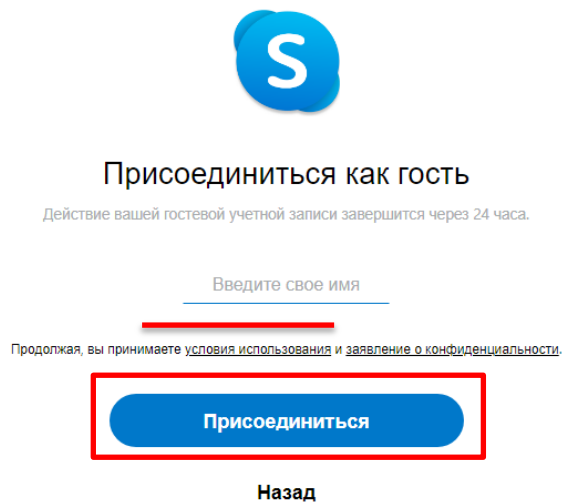 S
Присоединиться как гость
Действие вашей гостевой учетной записи завершится через 24 часа.
Введите свое имя
Продолжая, вы принимаете условия использования и заявление о конфиденциальности.
Присоединиться
Назад